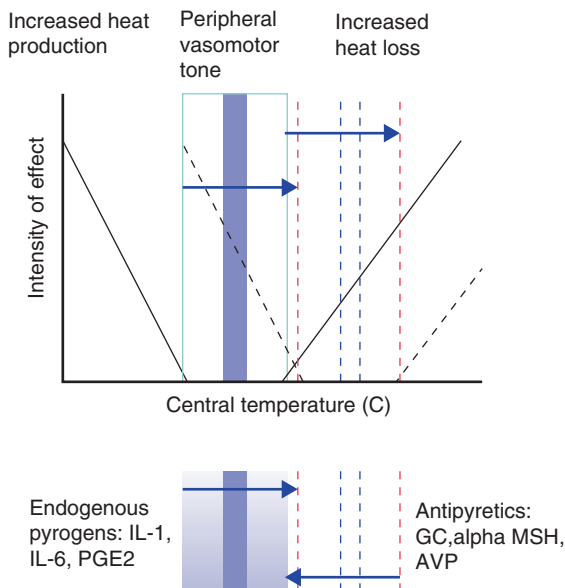 Increased heat
production
Peripheral
vasomotor
tone
Increased
heat loss
Intensity of effect
Central temperature (C)
Endogenous
pyrogens: IL-1,
IL-6, PGE2
Antipyretics:
GC,alpha MSH,
AVP